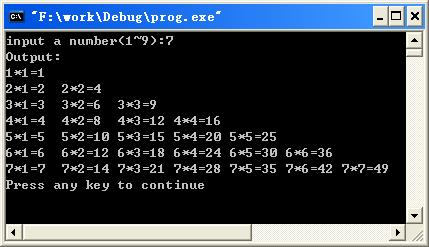 "F:\work\Debug\prog.exe"
input a number(1~9):7
Output:
1*1=1
2*1=2  2*2=4
3*1=3  3*2=6  3*3=9
4*1=4  4*2=8  4*3=12 4*4=16
5*1=5  5*2=10 5*3=15 5*4=20 5*5=25
6*1=6  6*2=12 6*3=18 6*4=24 6*5=30 6*6=36
7*1=7  7*2=14 7*3=21 7*4=28 7*5=35 7*6=42 7*7=49
Press any key to continue